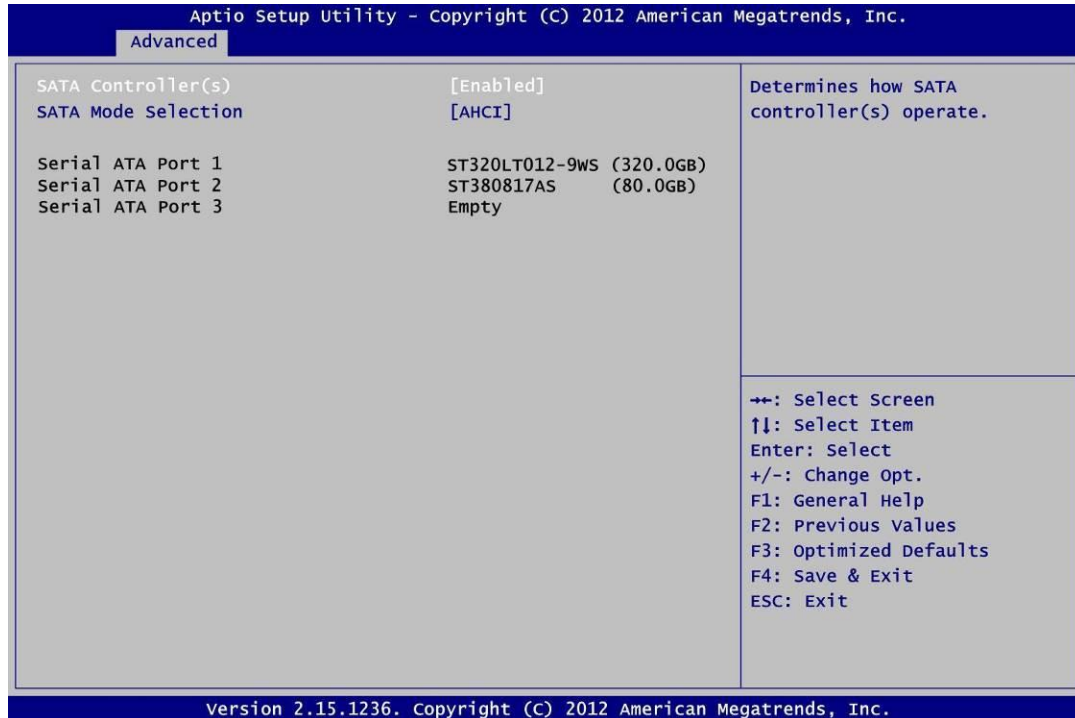 Aptio Setup Utility - Copyright (C) 2012 American Megatrends, Inc.
Advanced
SATA Controller(s) [Enabled]
SATA Mode Selection [AHCI]
Serial ATA Port 1 ST320LT012-9WS (320.0GB)
Serial ATA Port 2 ST380817AS (80.0GB)
Serial ATA Port 3 Empty
Determines how SATA
controller(s) operate.
→←: Select Screen
↑↓: Select Item
Enter: Select
+/-: Change Opt.
F1: General Help
F2: Previous Values
F3: Optimized Defaults
F4: Save & Exit
ESC: Exit
Version 2.15.1236. Copyright (C) 2012 American Megatrends, Inc.